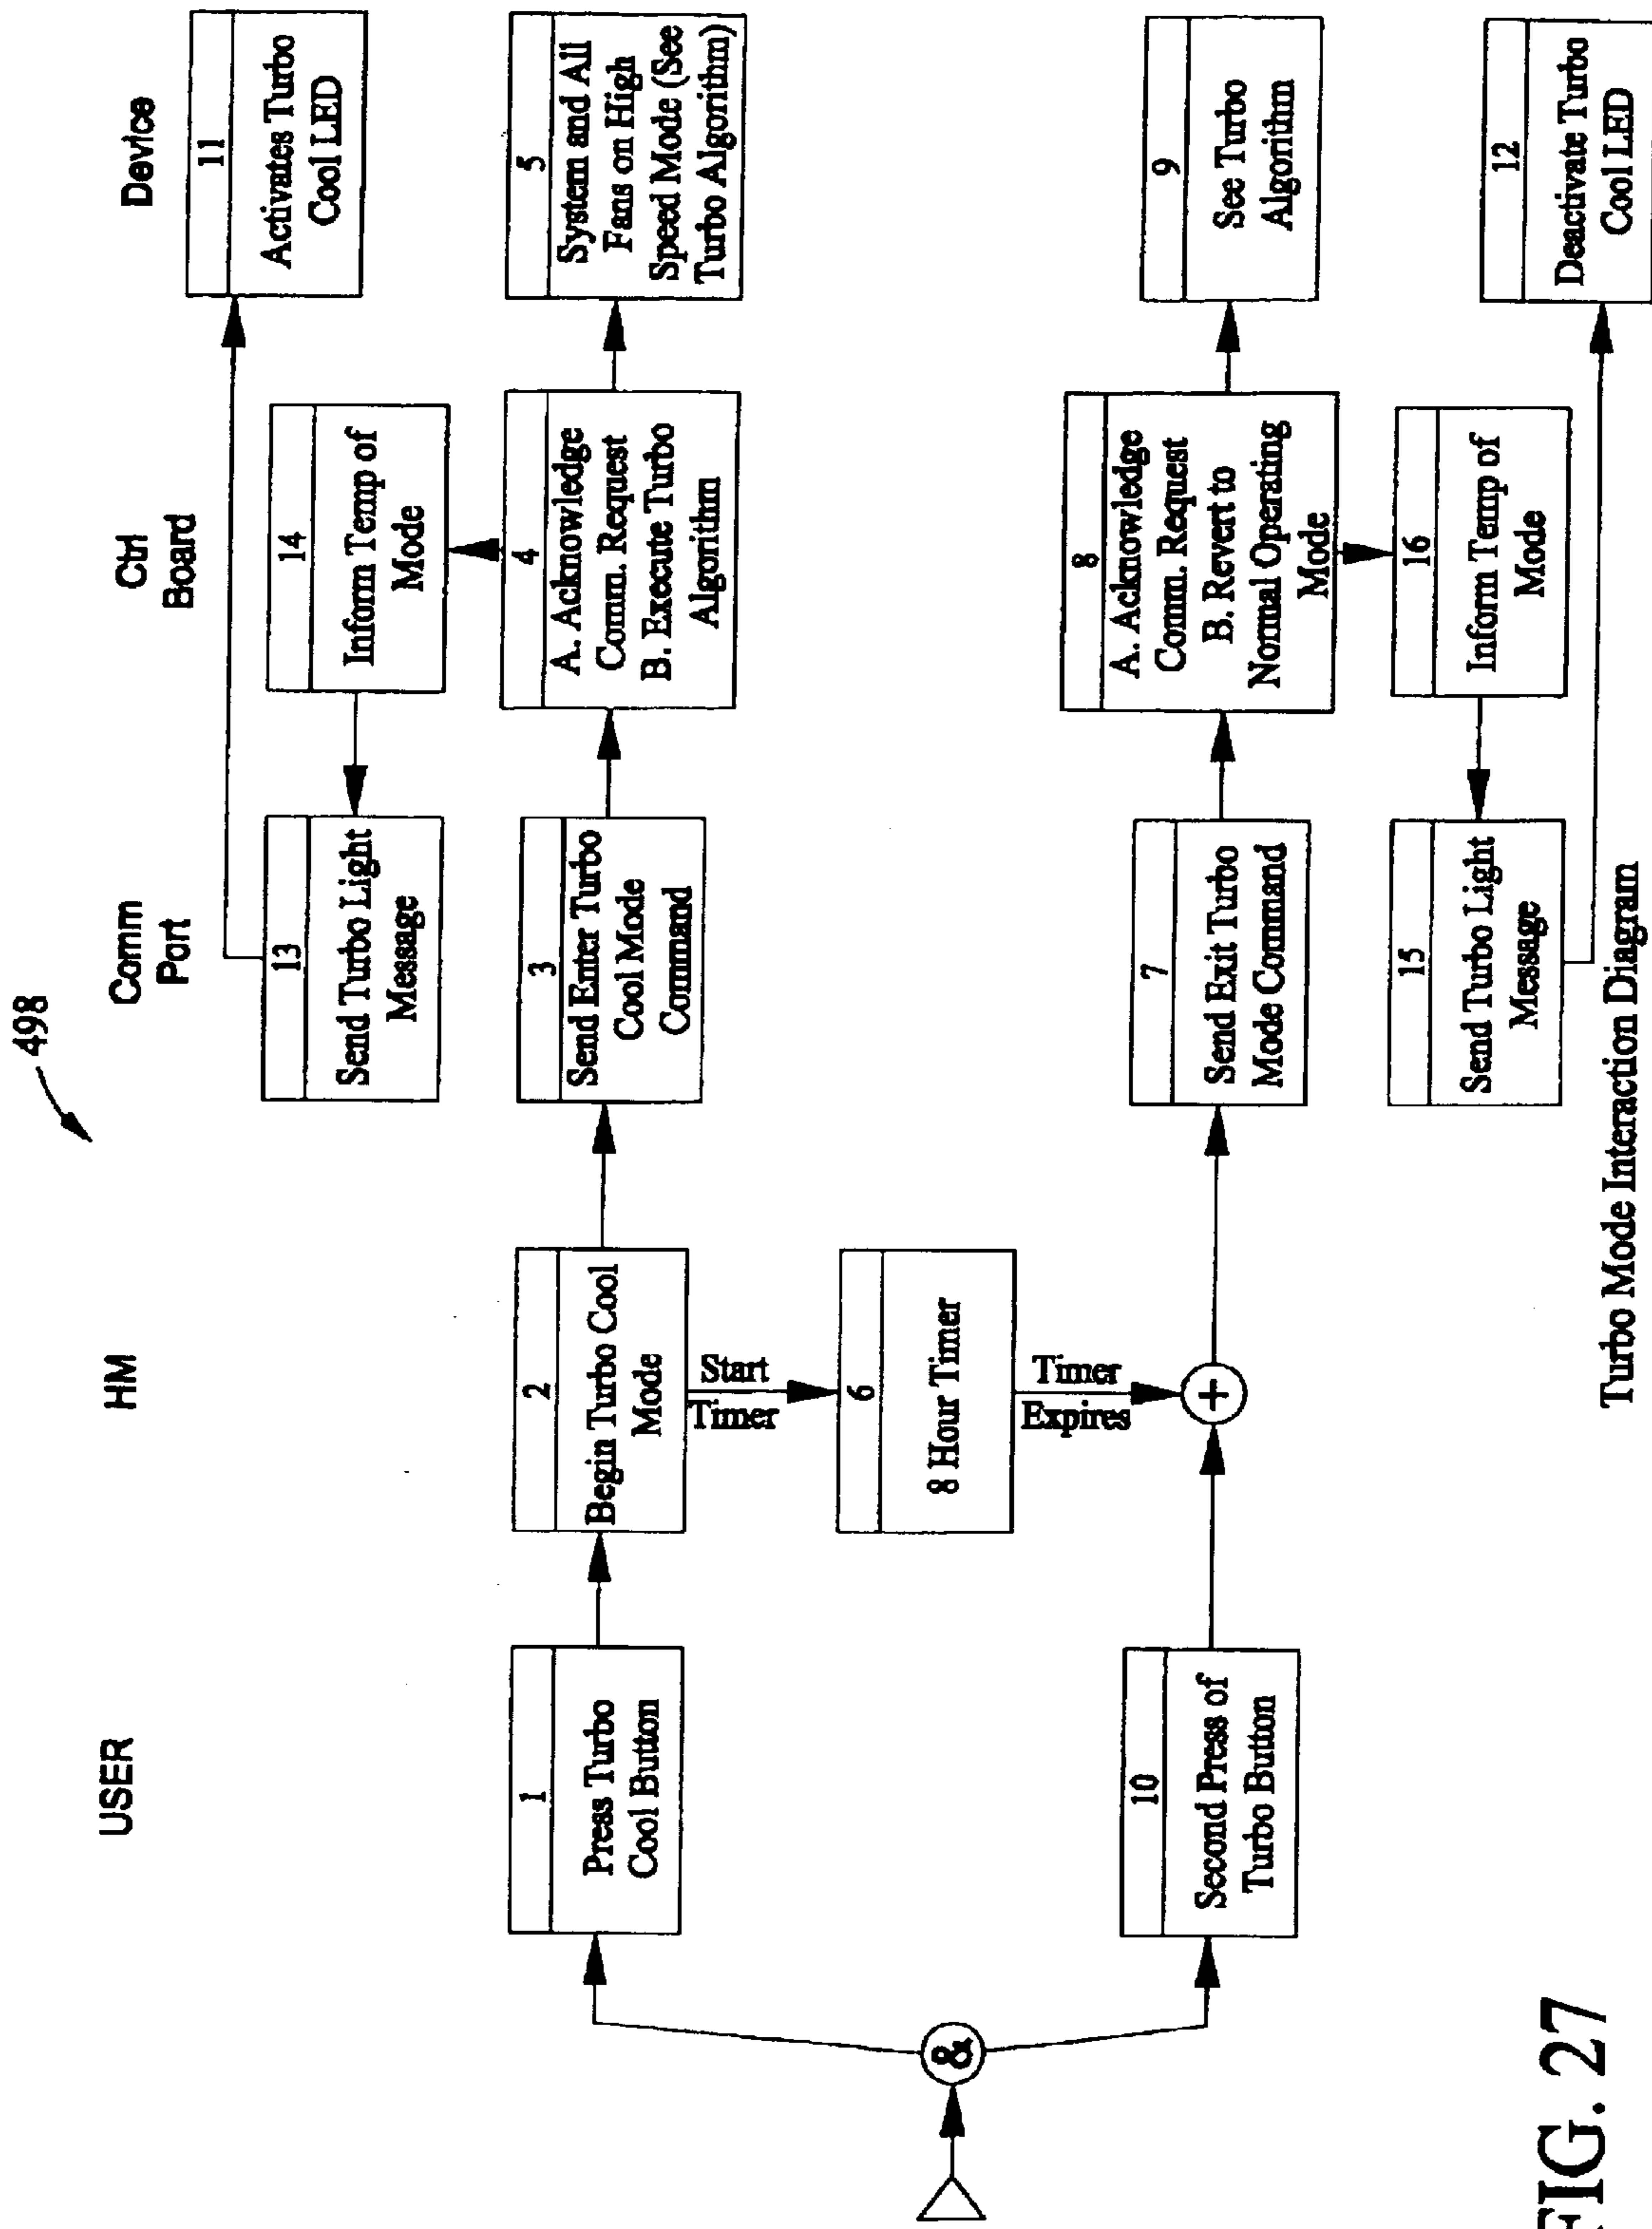 498
USER
HM
Comm
Port
Ctrl
Board
Device
1
Press Turbo
Cool Button
2
Begin Turbo Cool
Mode
Start
Timer
3
Send Enter Turbo
Cool Mode
Command
4
A. Acknowledge
Comm. Request
B. Execute Turbo
Algorithm
5
System and All
Fans on High
Speed Mode (See
Turbo Algorithm)
13
Send Turbo Light
Message
14
Inform Temp of
Mode
11
Activates Turbo
Cool LED
6
8 Hour Timer
Timer
Expires
&
+
10
Second Press of
Turbo Button
7
Send Exit Turbo
Mode Command
8
A. Acknowledge
Comm. Request
B. Revert to
Normal Operating
Mode
9
See Turbo
Algorithm
15
Send Turbo Light
Message
16
Inform Temp of
Mode
12
Deactivate Turbo
Cool LED
Turbo Mode Interaction Diagram
FIG. 27